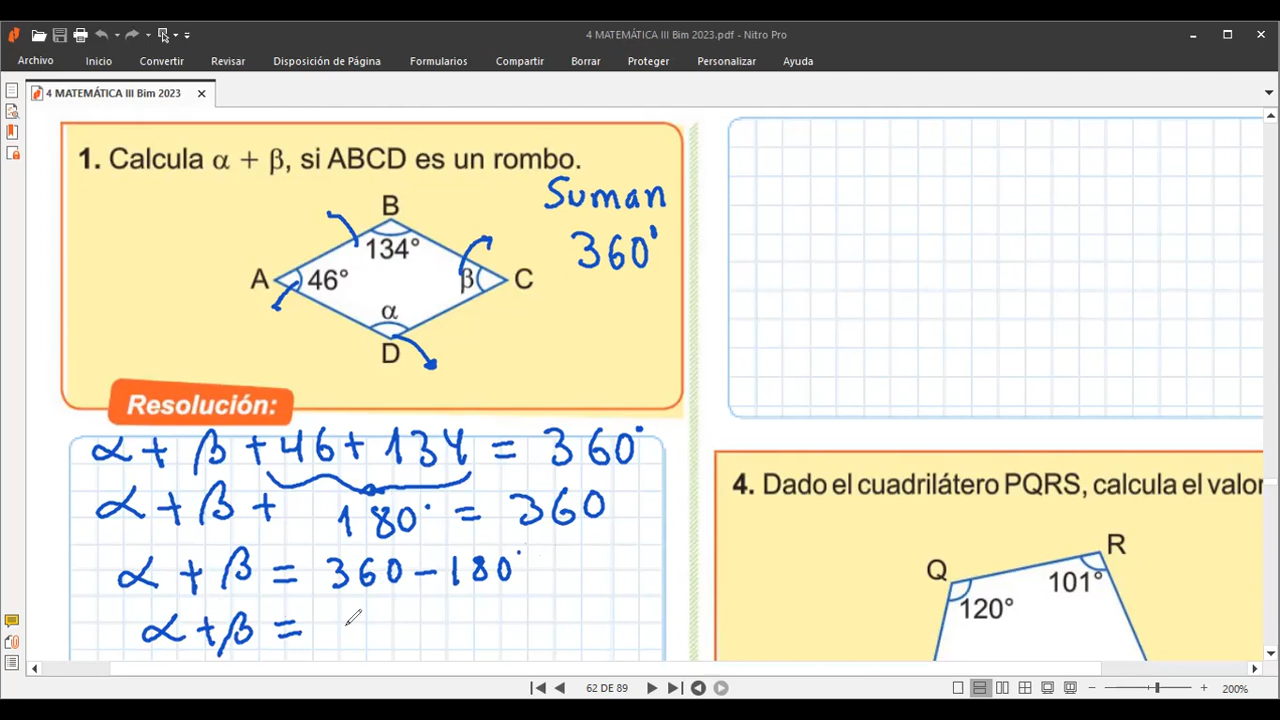 4 MATEMÁTICA III Bim 2023.pdf - Nitro Pro
Archivo Inicio Convertir Revisar Disposición de Página Formularios Compartir Borrar Proteger Personalizar Ayuda
4 MATEMÁTICA III Bim 2023
1. Calcula α + β, si ABCD es un rombo.
Suman
360°
B
134°
A 46° β C
α
D
Resolución:
α + β + 46 + 134 = 360°
α + β + 180° = 360
α + β = 360 - 180°
α + β =
4. Dado el cuadrilátero PQRS, calcula el valor
R
Q 101°
120°
62 DE 89
200%